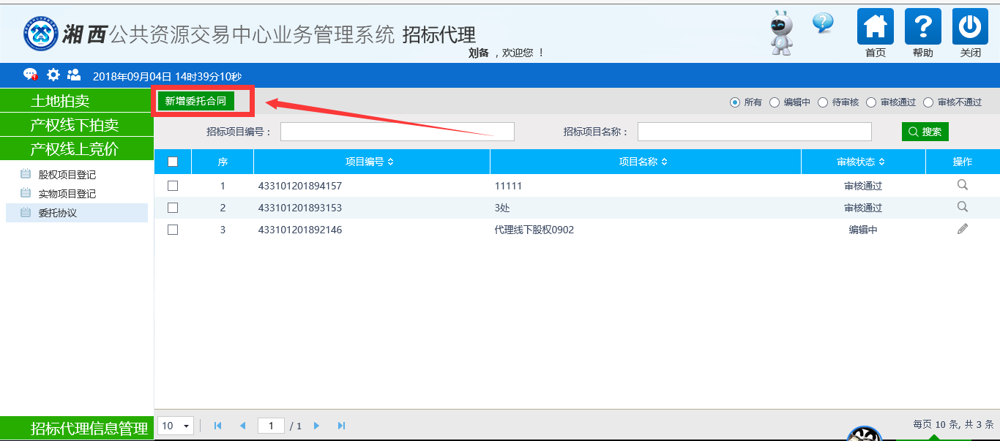 湘西公共资源交易中心业务管理系统 招标代理
刘备 ，欢迎您 ！
首页 帮助 关闭
2018年09月04日 14时39分10秒
土地拍卖
产权线下拍卖
产权线上竞价
股权项目登记
实物项目登记
委托协议
招标代理信息管理
新增委托合同
所有 编辑中 待审核 审核通过 审核不通过
招标项目编号： 招标项目名称： 搜索
序 项目编号 项目名称 审核状态 操作
1 433101201894157 11111 审核通过
2 433101201893153 3处 审核通过
3 433101201892146 代理线下股权0902 编辑中
10 1 / 1 每页 10 条, 共 3 条